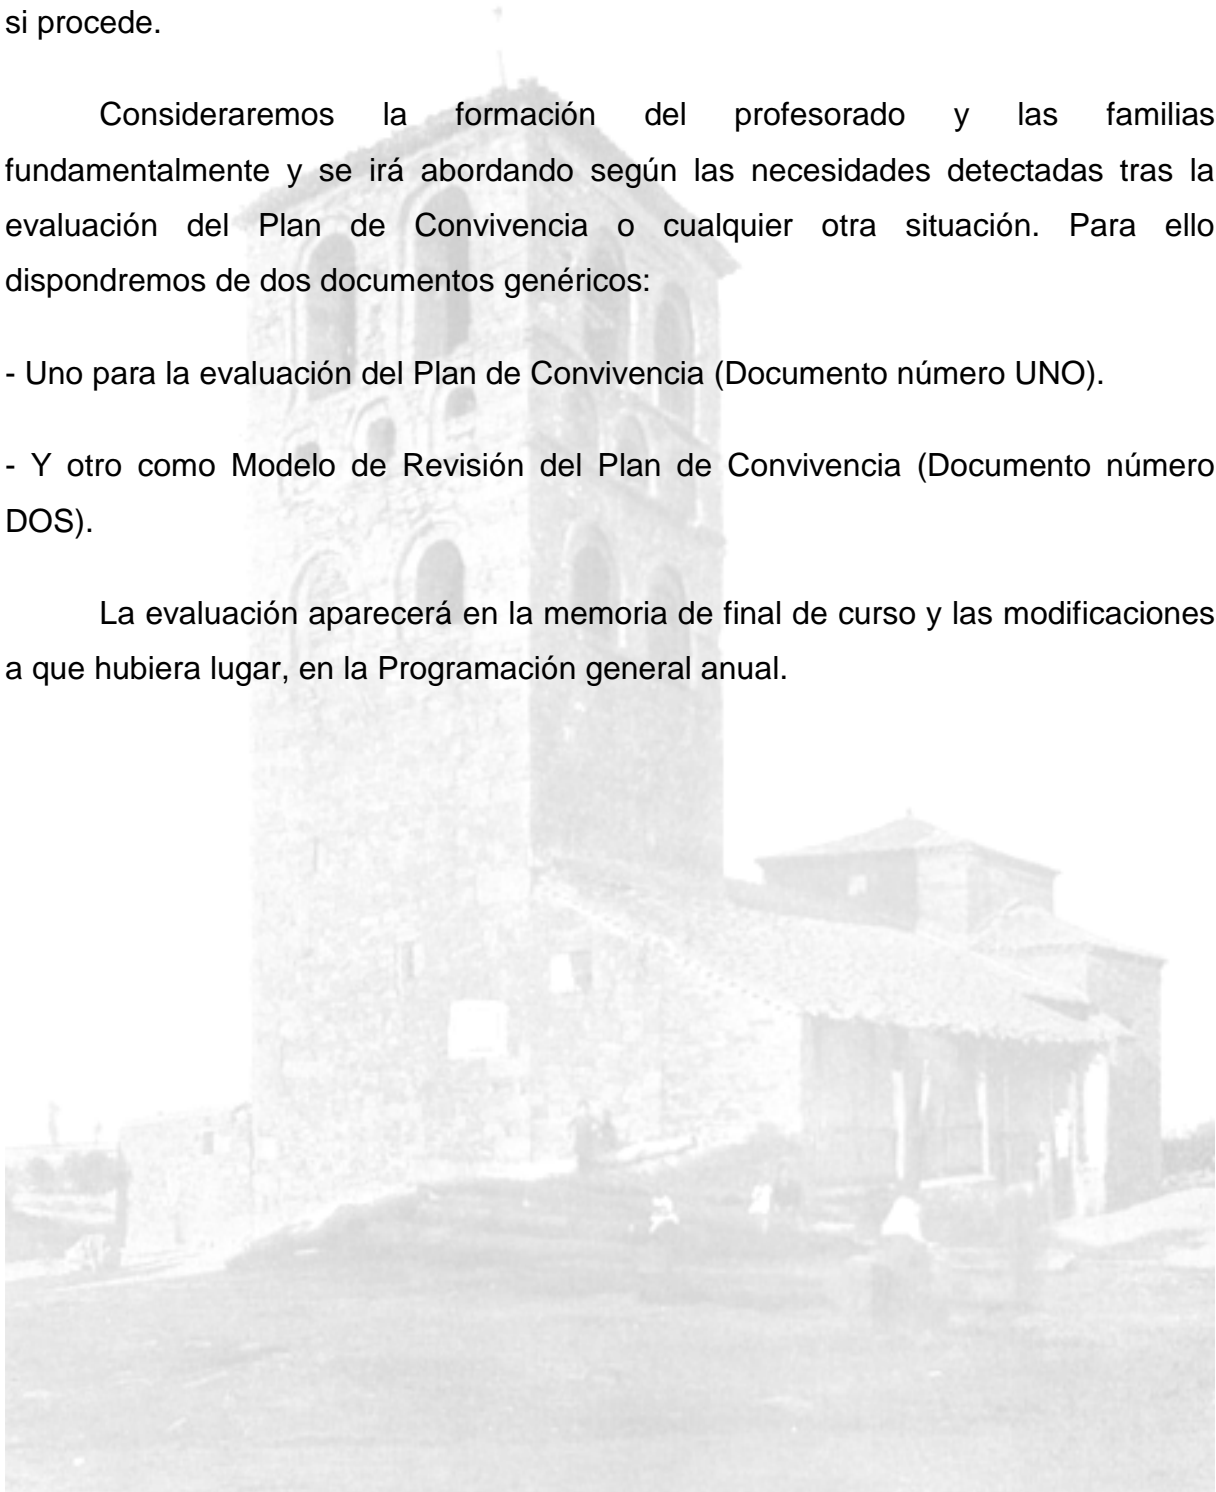 si procede.
Consideraremos la formación del profesorado y las familias
fundamentalmente y se irá abordando según las necesidades detectadas tras la
evaluación del Plan de Convivencia o cualquier otra situación. Para ello
dispondremos de dos documentos genéricos:
- Uno para la evaluación del Plan de Convivencia (Documento número UNO).
- Y otro como Modelo de Revisión del Plan de Convivencia (Documento número
DOS).
La evaluación aparecerá en la memoria de final de curso y las modificaciones
a que hubiera lugar, en la Programación general anual.